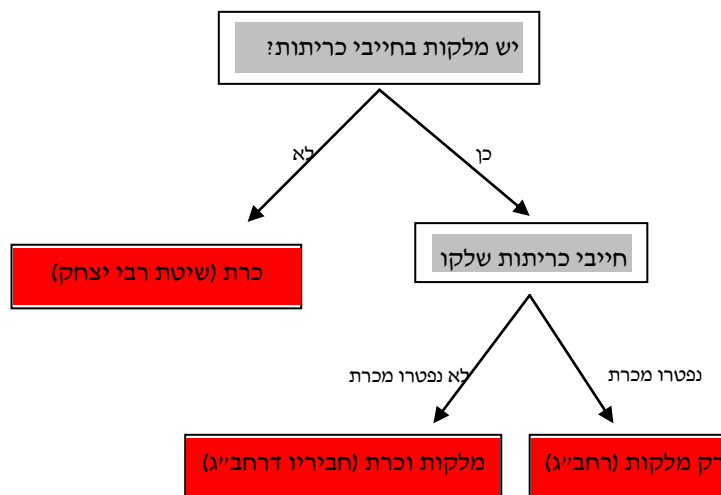 יש מלקות בחייבי כריתות?
כן
לא
חייבי כריתות שלקו
כרת (שיטת רבי יצחק)
נפטרו מכרת
לא נפטרו מכרת
רק מלקות (רחב״ג)
מלקות וכרת (חביריו דרחב״ג)